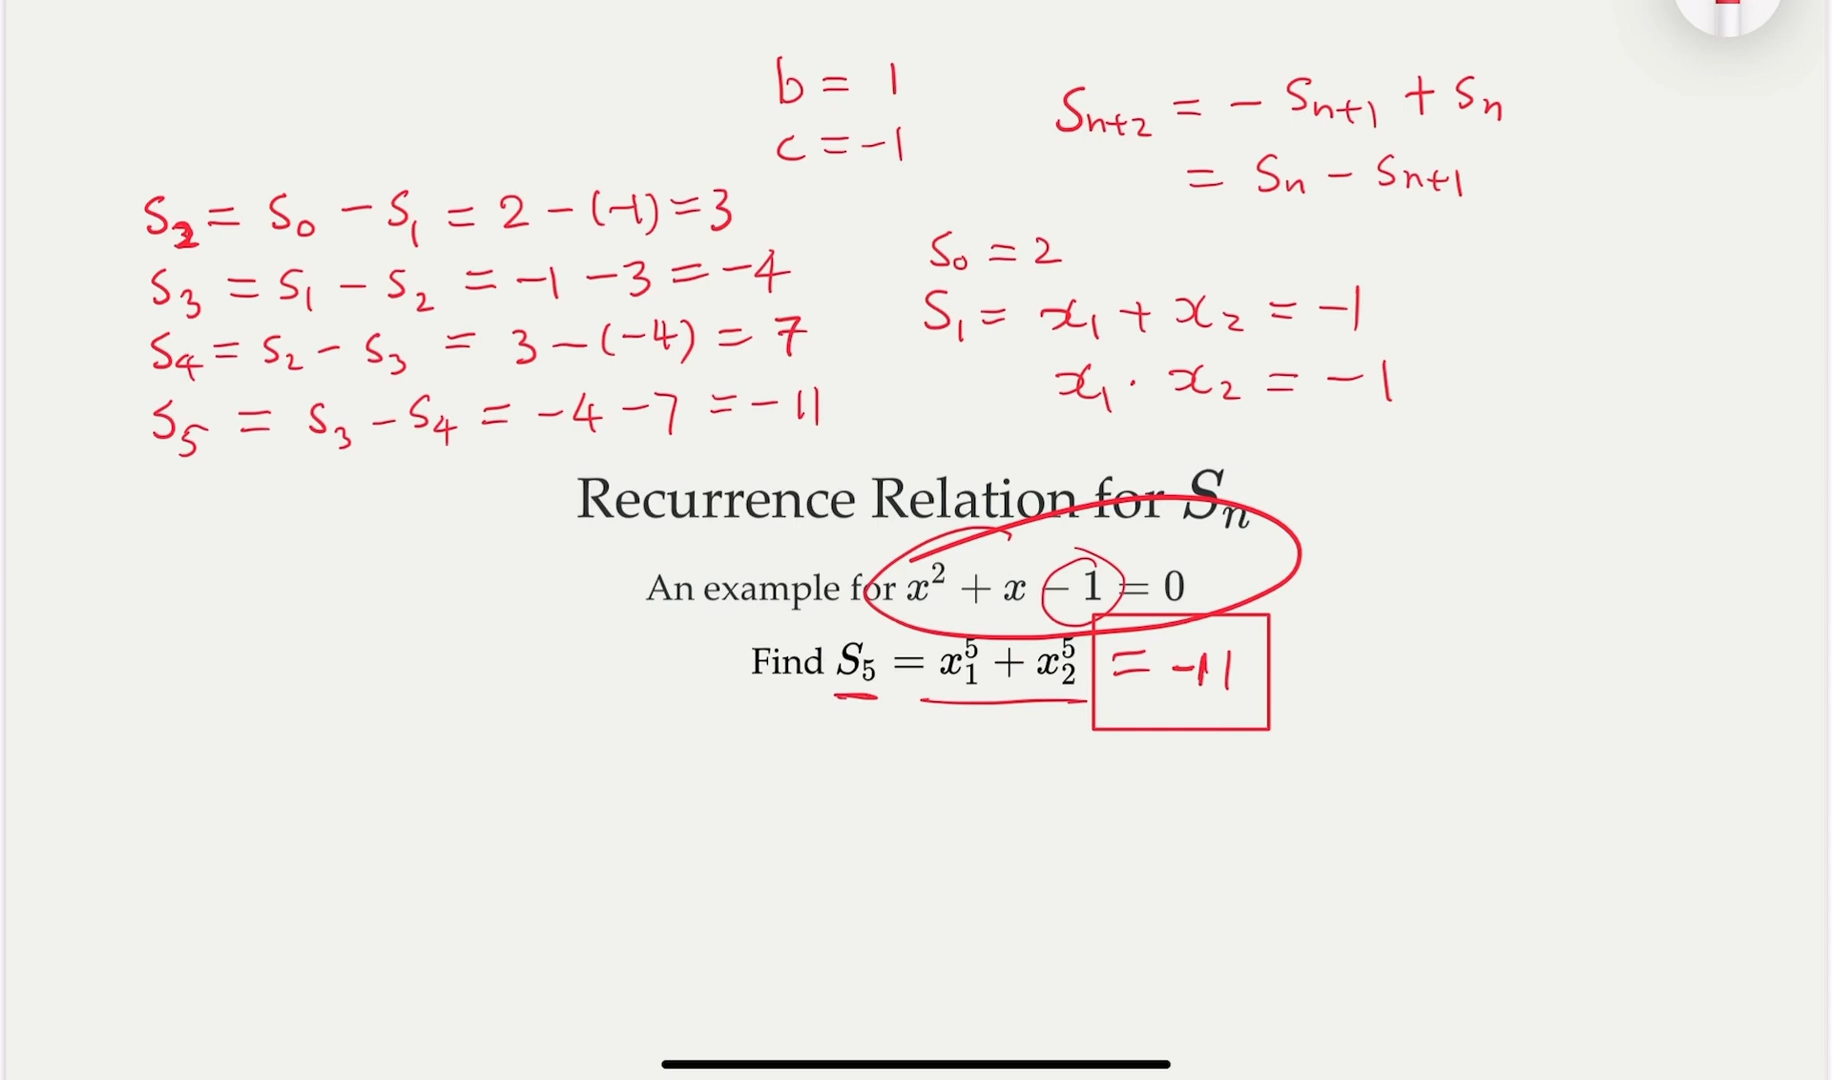 b = 1
c = -1
Sₙ₊₂ = - Sₙ₊₁ + Sₙ
= Sₙ - Sₙ₊₁
S₂ = S₀ - S₁ = 2 - (-1) = 3
S₃ = S₁ - S₂ = -1 - 3 = -4
S₄ = S₂ - S₃ = 3 - (-4) = 7
S₅ = S₃ - S₄ = -4 - 7 = -11
S₀ = 2
S₁ = x₁ + x₂ = -1
x₁ · x₂ = -1
Recurrence Relation for Sₙ
An example for x² + x - 1 = 0
Find S₅ = x₁⁵ + x₂⁵ = -11